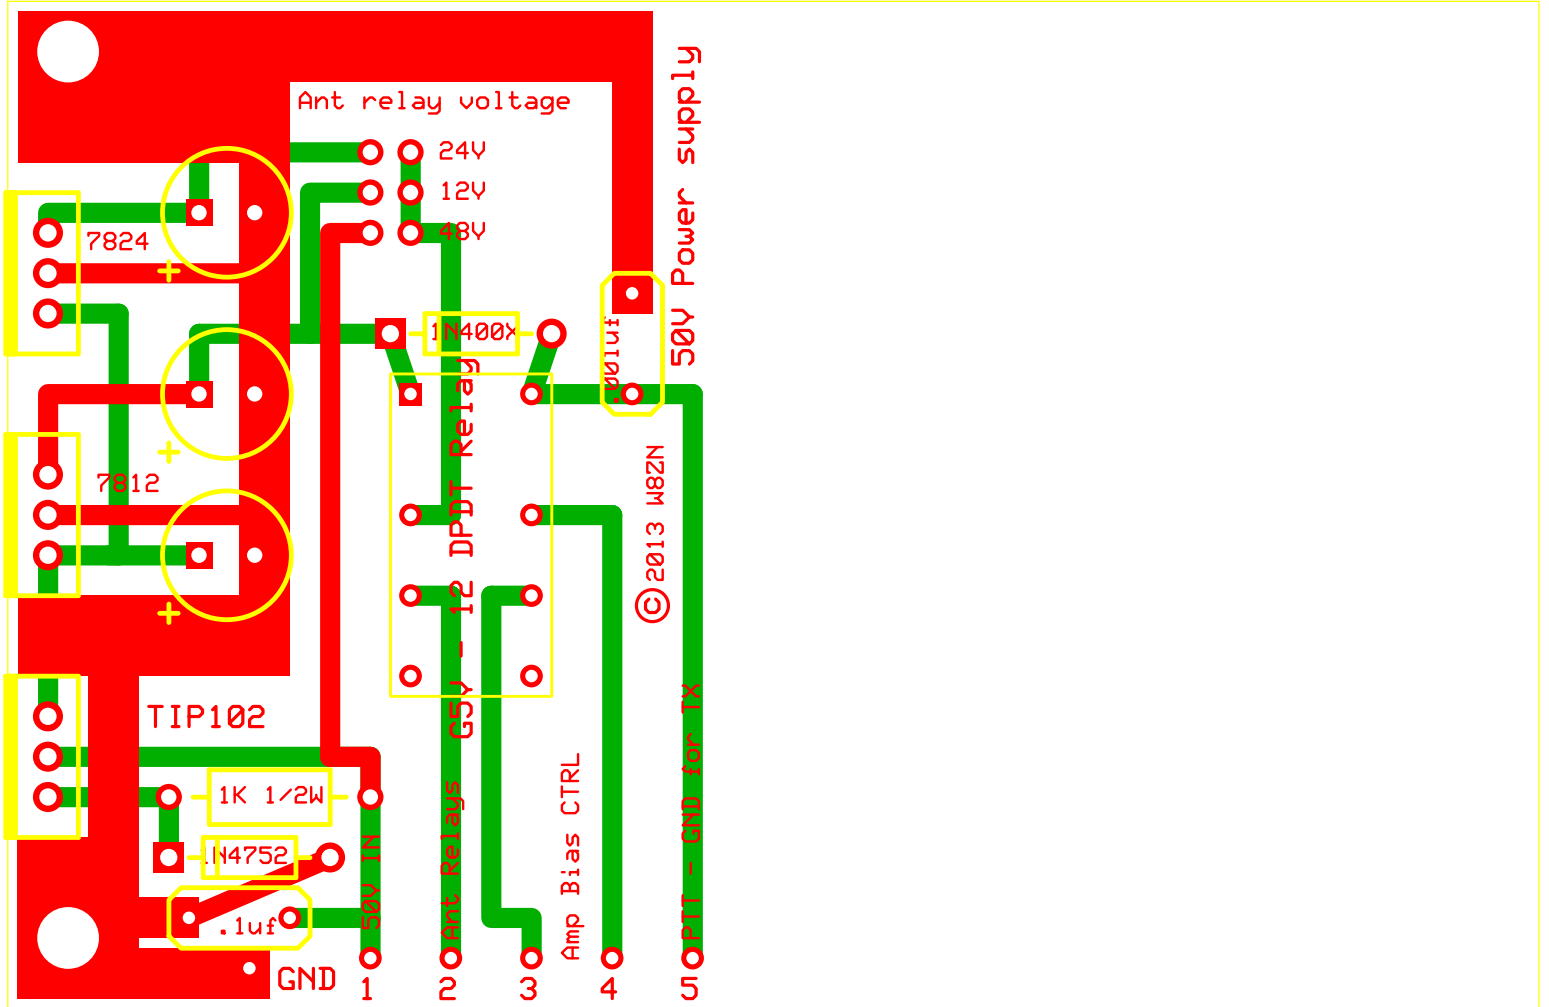 Ant relay voltage
24V
12V
48V
50V Power supply
7824
+
1N400X
.001uf
G5Y - 12 DPDT Relay
+
7812
© 2013 W8ZN
+
TIP102
1K 1/2W
1N4752
.1uf
GND
50V IN
Ant Relays
Amp Bias CTRL
PTT - GND for TX
1
2
3
4
5